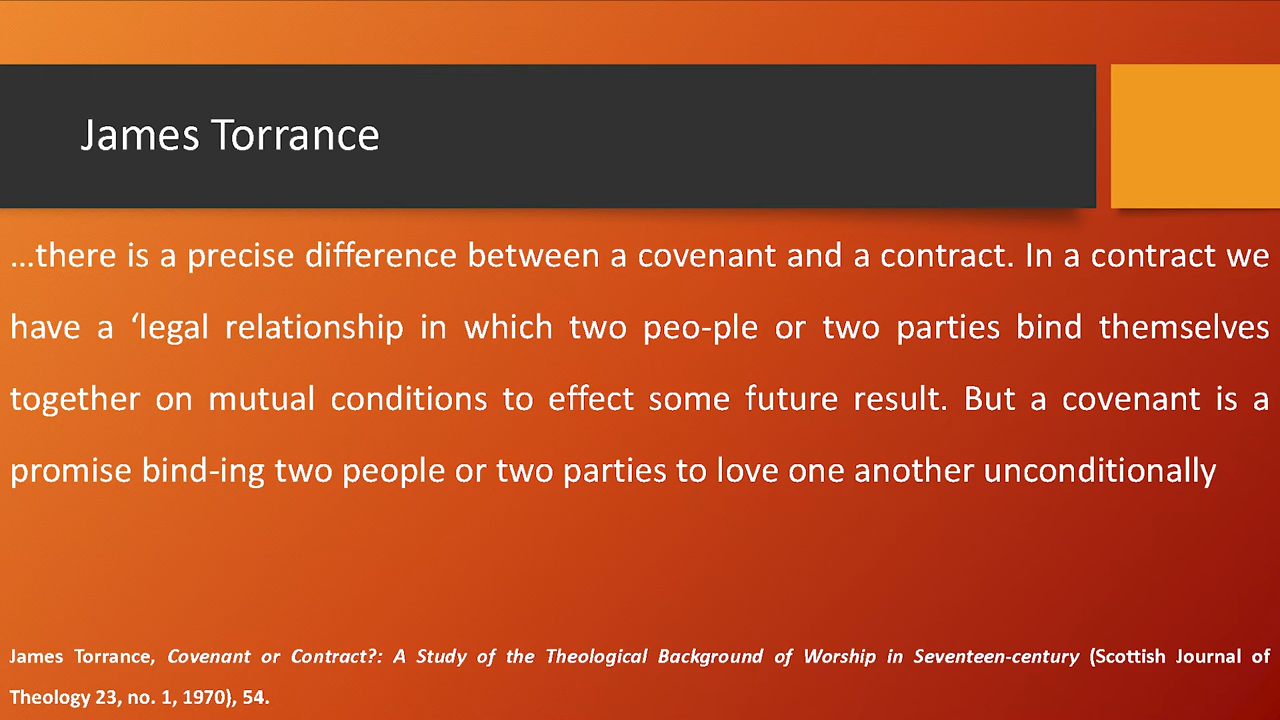 James Torrance
...there is a precise difference between a covenant and a contract. In a contract we
have a ‘legal relationship in which two peo-ple or two parties bind themselves
together on mutual conditions to effect some future result. But a covenant is a
promise bind-ing two people or two parties to love one another unconditionally
James Torrance, Covenant or Contract?: A Study of the Theological Background of Worship in Seventeen-century (Scottish Journal of
Theology 23, no. 1, 1970), 54.